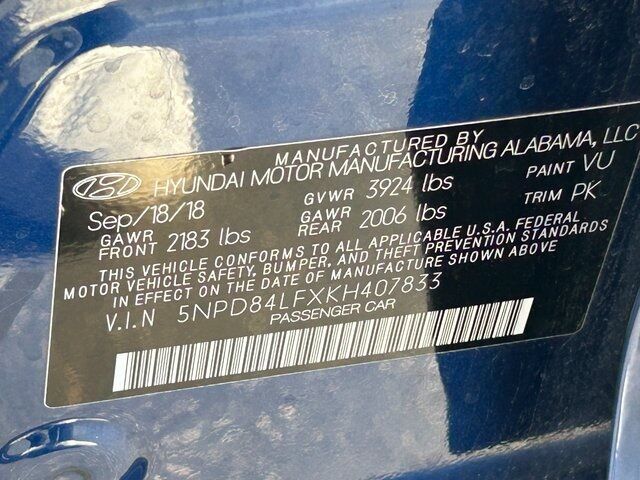 MANUFACTURED BY
HYUNDAI MOTOR MANUFACTURING ALABAMA, LLC
Sep/18/18 GVWR 3924 lbs PAINT VU
GAWR FRONT 2183 lbs GAWR REAR 2006 lbs TRIM PK
THIS VEHICLE CONFORMS TO ALL APPLICABLE U.S.A. FEDERAL
MOTOR VEHICLE SAFETY, BUMPER, AND THEFT PREVENTION STANDARDS
IN EFFECT ON THE DATE OF MANUFACTURE SHOWN ABOVE
V.I.N 5NPD84LFXKH407833
PASSENGER CAR